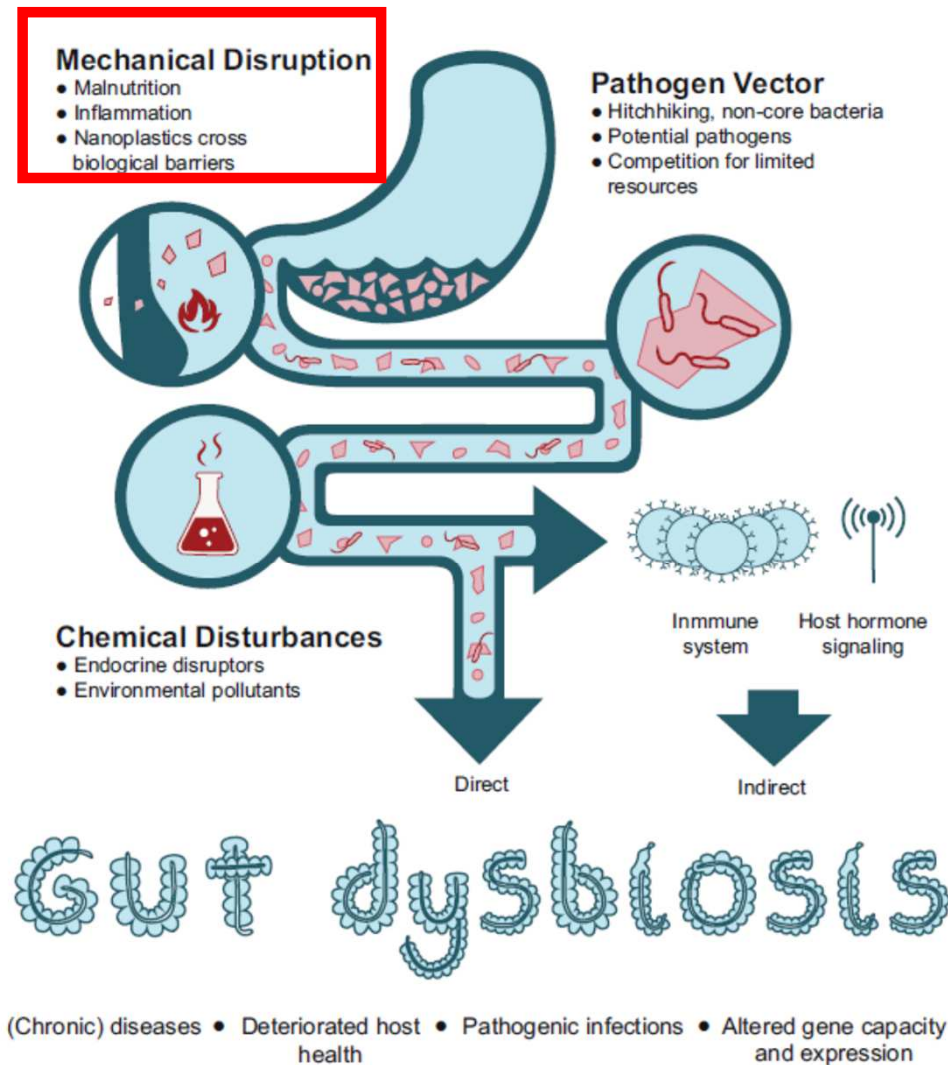 Mechanical Disruption
● Malnutrition
● Inflammation
● Nanoplastics cross
biological barriers
Pathogen Vector
● Hitchhiking, non-core bacteria
● Potential pathogens
● Competition for limited
resources
Chemical Disturbances
● Endocrine disruptors
● Environmental pollutants
Inmmune
system
Host hormone
signaling
Direct
Indirect
Gut dysbiosis
(Chronic) diseases ● Deteriorated host ● Pathogenic infections ● Altered gene capacity
health
and expression